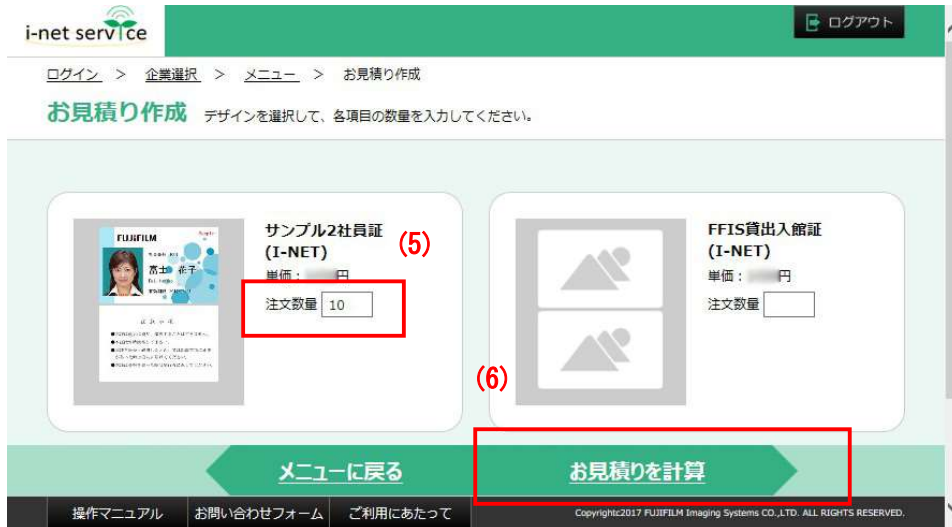 i-net service
ログアウト
ログイン > 企業選択 > メニュー > お見積り作成
お見積り作成 デザインを選択して、各項目の数量を入力してください。
FUJIFILM
富士 花子
サンプル2社員証
(I-NET)
単価： 円
注文数量 10
(5)
FFIS貸出入館証
(I-NET)
単価： 円
注文数量
(6)
メニューに戻る
お見積りを計算
操作マニュアル お問い合わせフォーム ご利用にあたって
Copyrightc2017 FUJIFILM Imaging Systems CO.,LTD. ALL RIGHTS RESERVED.